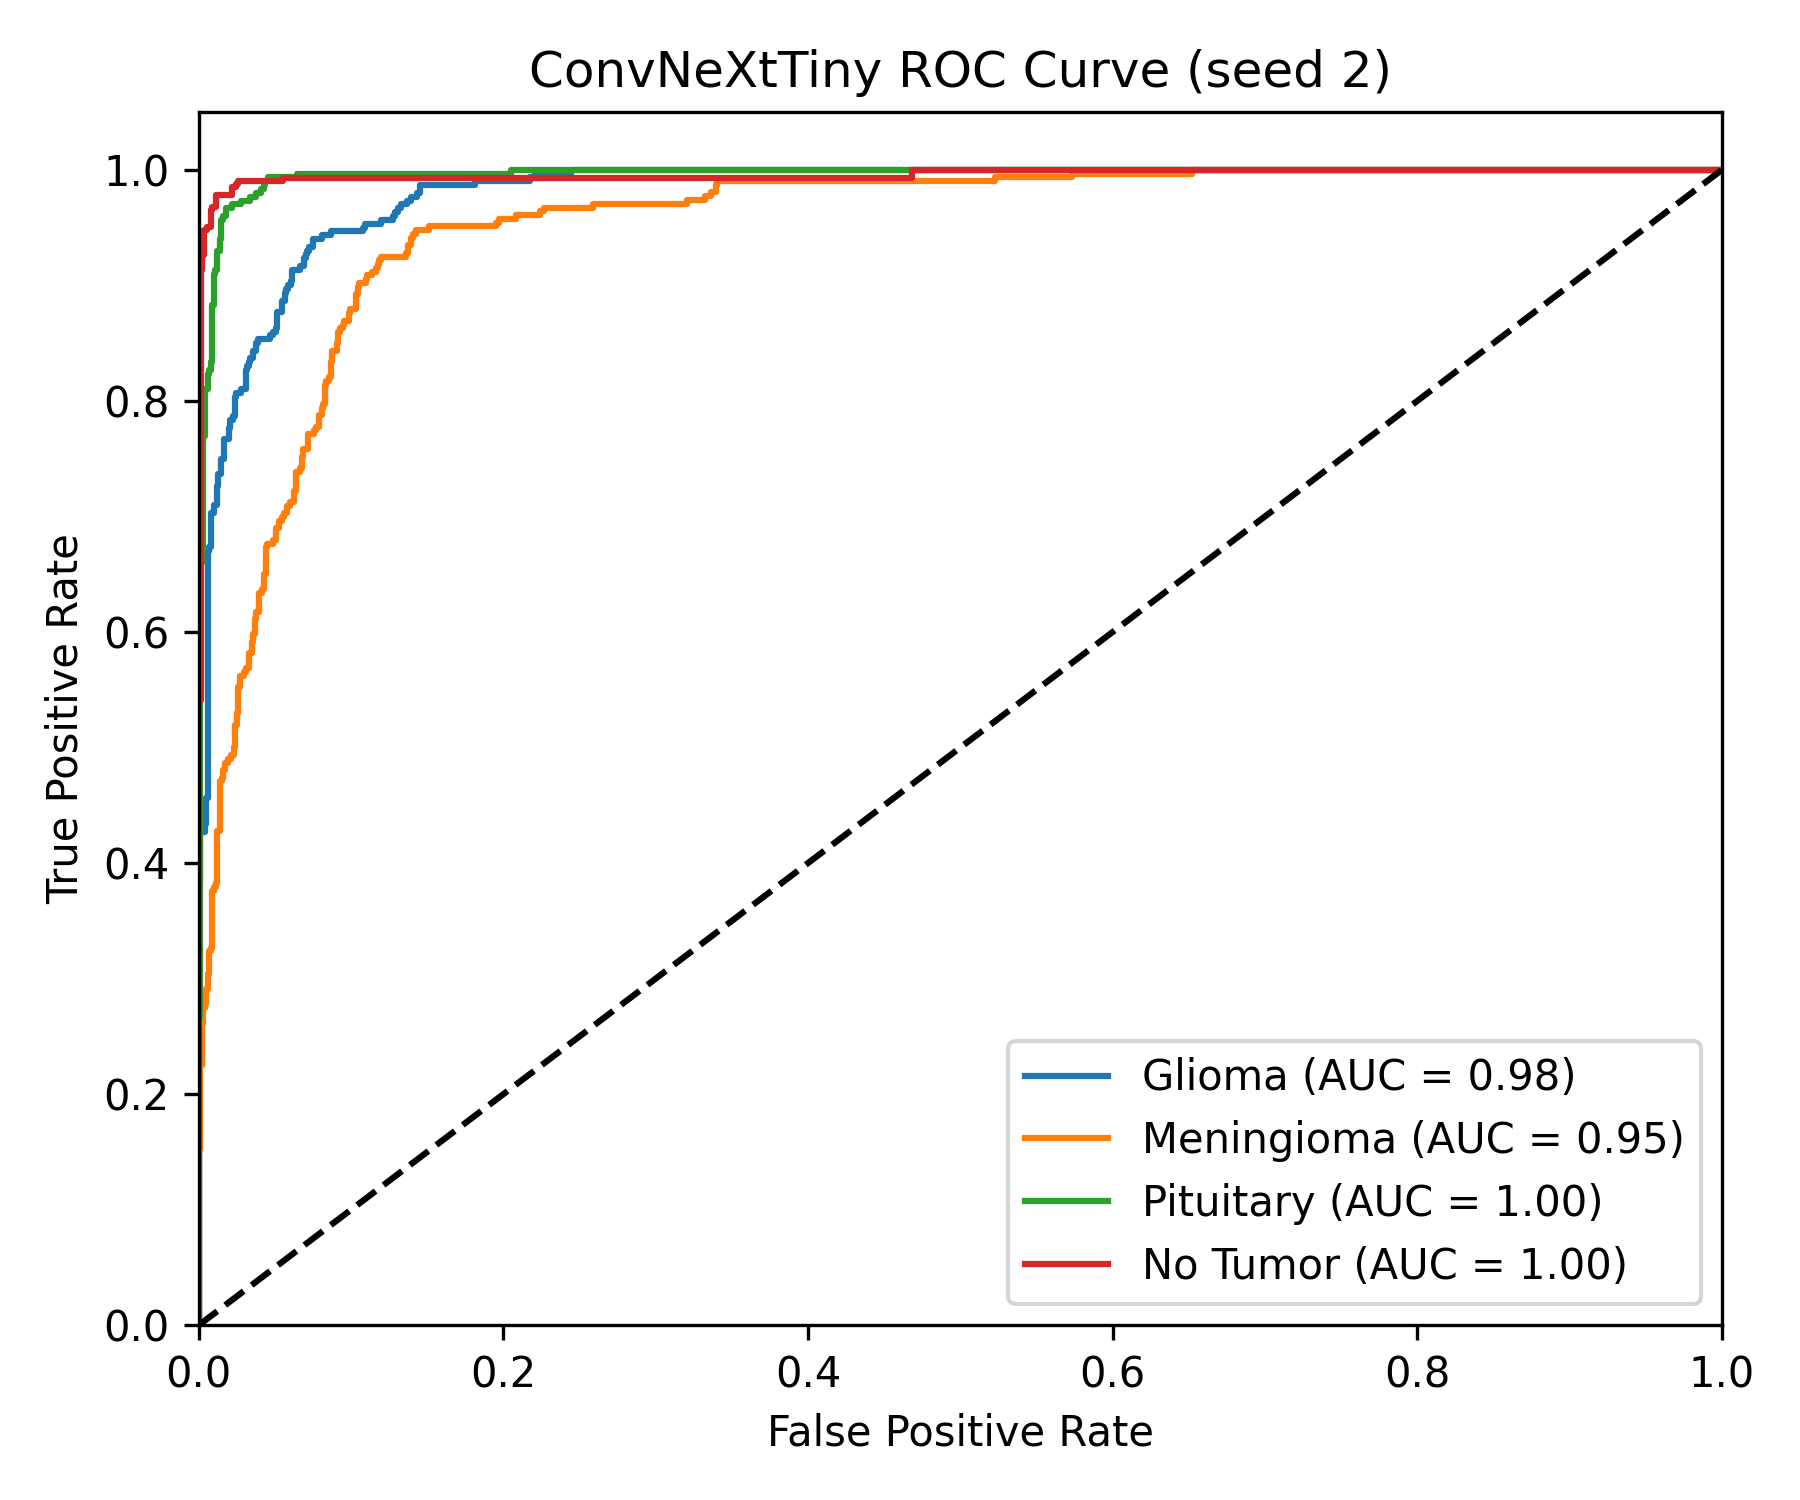 ConvNeXtTiny ROC Curve (seed 2)
1.0
0.8
0.6
0.4
0.2
0.0
True Positive Rate
0.0 0.2 0.4 0.6 0.8 1.0
False Positive Rate
Glioma (AUC = 0.98)
Meningioma (AUC = 0.95)
Pituitary (AUC = 1.00)
No Tumor (AUC = 1.00)